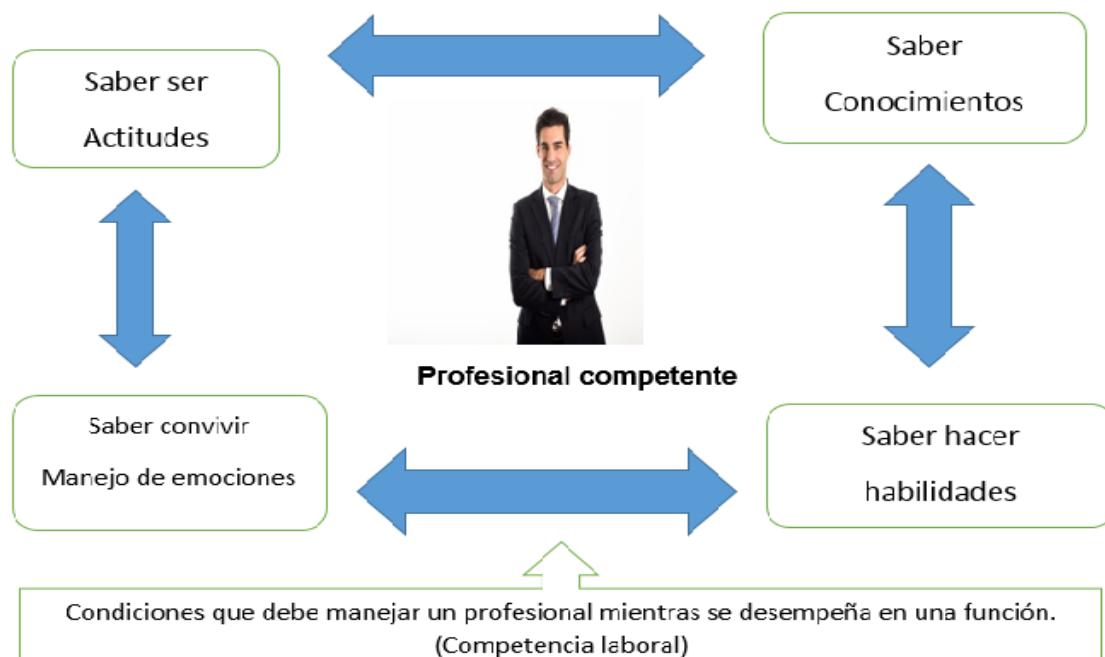 Saber ser
Actitudes
Saber
Conocimientos
Profesional competente
Saber convivir
Manejo de emociones
Saber hacer
habilidades
Condiciones que debe manejar un profesional mientras se desempeña en una función.
(Competencia laboral)